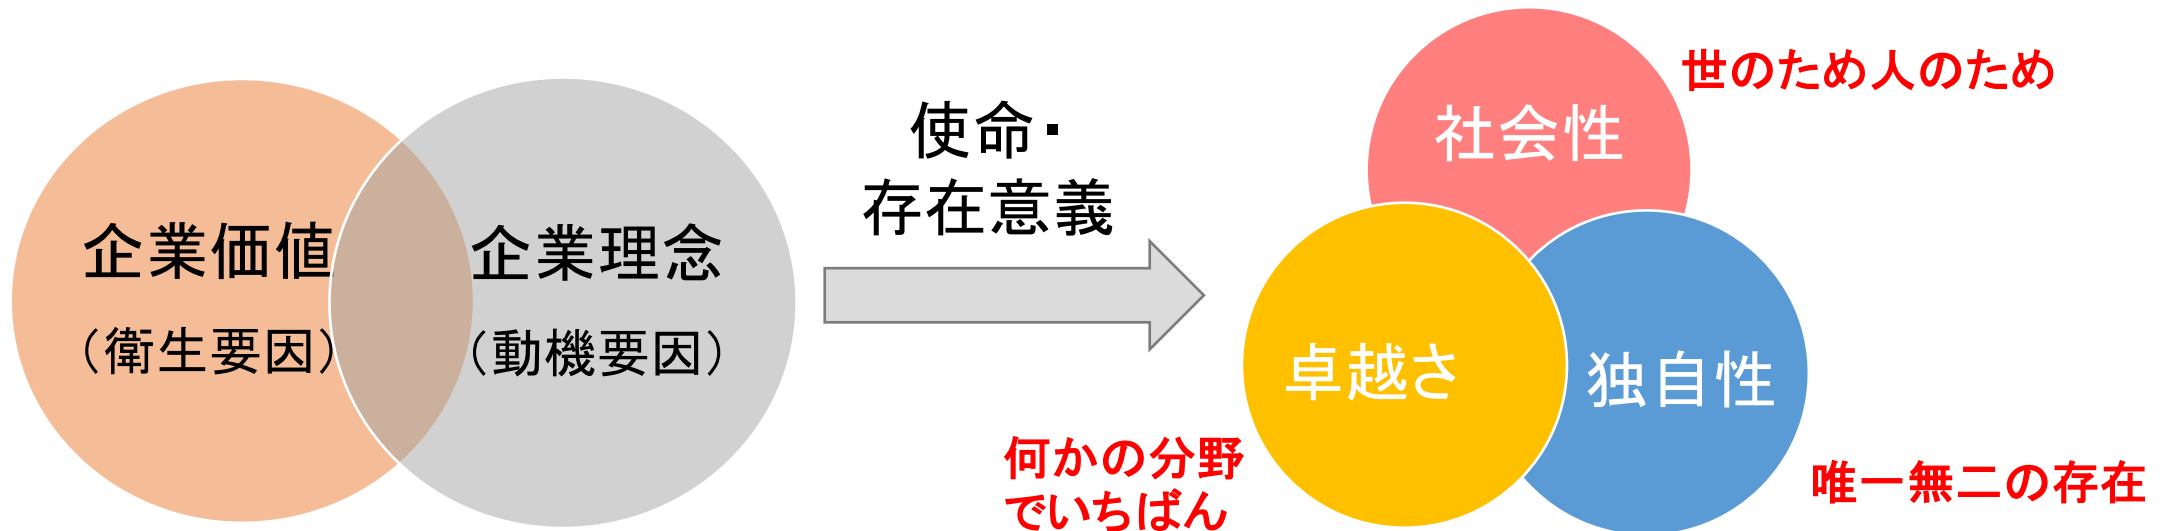 企業価値
（衛生要因）
企業理念
（動機要因）
使命・
存在意義
社会性
世のため人のため
卓越さ
何かの分野
でいちばん
独自性
唯一無二の存在